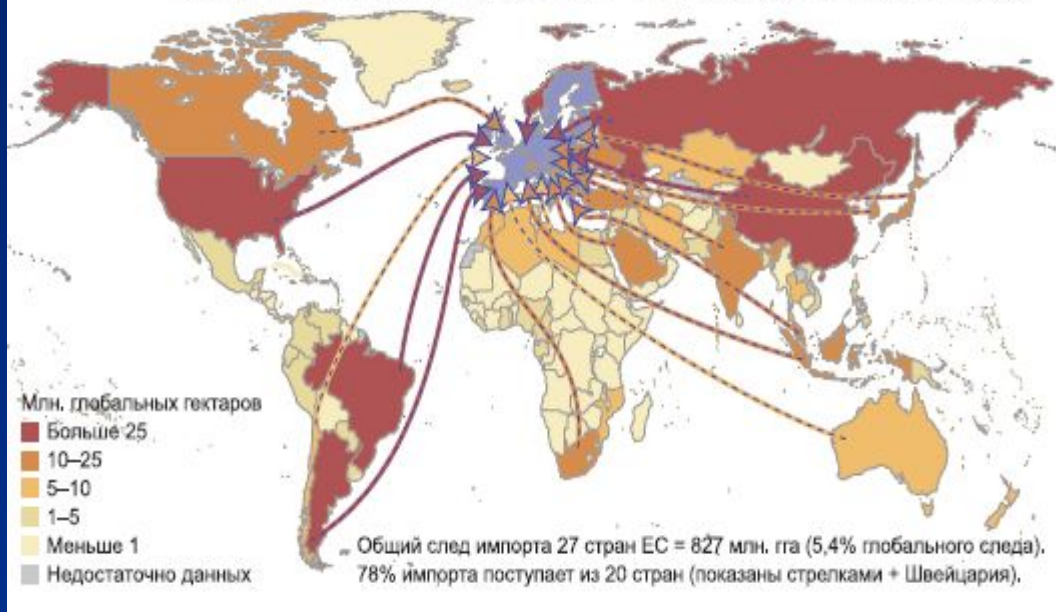 Млн. глобальных гектаров
Больше 25
10–25
5–10
1–5
Меньше 1
Недостаточно данных
Общий след импорта 27 стран ЕС = 827 млн. гга (5,4% глобального следа).
78% импорта поступает из 20 стран (показаны стрелками + Швейцария).